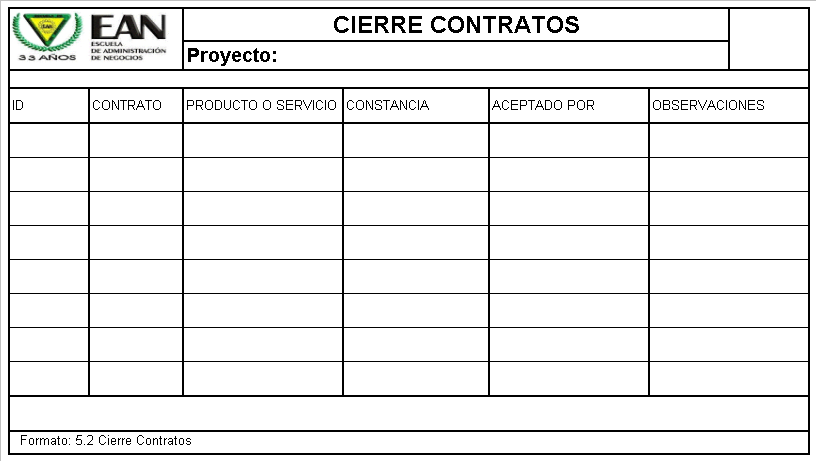 EAN
ESCUELA
DE ADMINISTRACIÓN
DE NEGOCIOS
33 AÑOS
CIERRE CONTRATOS
Proyecto:
ID CONTRATO PRODUCTO O SERVICIO CONSTANCIA ACEPTADO POR OBSERVACIONES
Formato: 5.2 Cierre Contratos